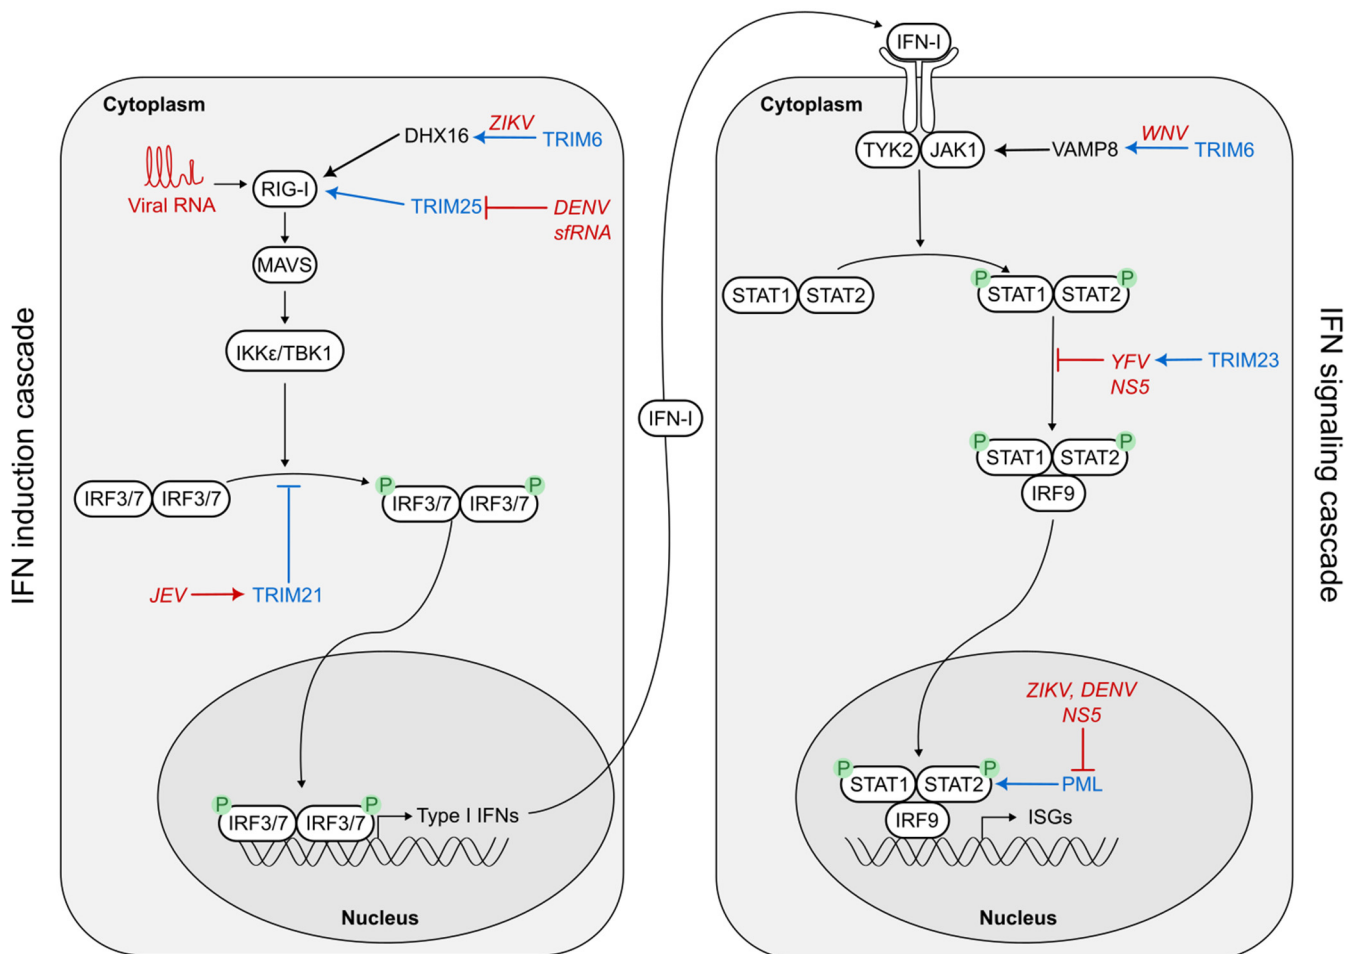 IFN induction cascade
Cytoplasm
DHX16
ZIKV
TRIM6
Viral RNA
RIG-I
TRIM25
DENV
sfRNA
MAVS
IKKε/TBK1
IRF3/7 IRF3/7
P P
IRF3/7 IRF3/7
JEV
TRIM21
P P
IRF3/7 IRF3/7
Type I IFNs
Nucleus
IFN-I
IFN-I
Cytoplasm
TYK2 JAK1
VAMP8
WNV
TRIM6
STAT1 STAT2
P P
STAT1 STAT2
YFV
NS5
TRIM23
P P
STAT1 STAT2
IRF9
ZIKV, DENV
NS5
P P
STAT1 STAT2
PML
IRF9
ISGs
Nucleus
IFN signaling cascade